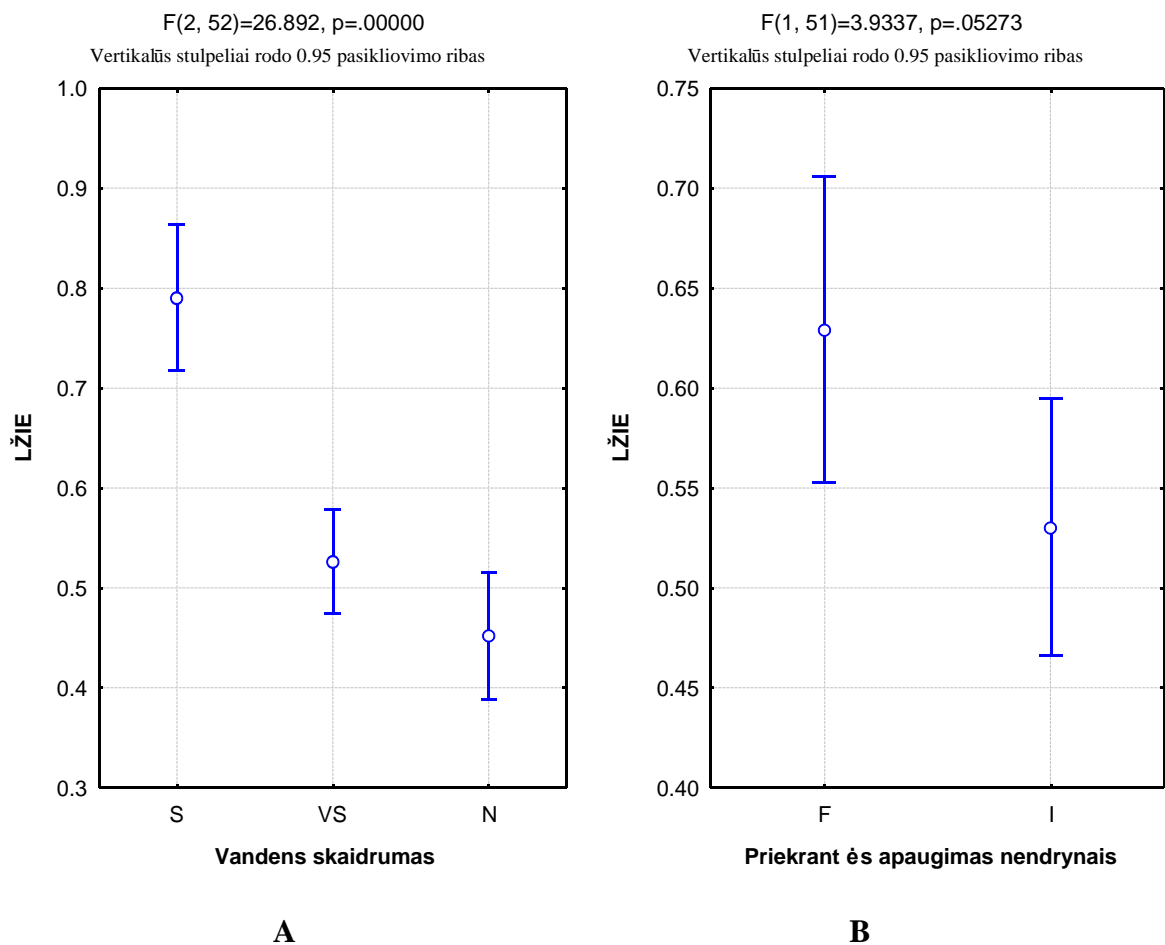 F(2, 52)=26.892, p=.00000
Vertikalūs stulpeliai rodo 0.95 pasikliovimo ribas
1.0
0.9
0.8
0.7
0.6
0.5
0.4
0.3
LŽIE
S VS N
Vandens skaidrumas
A
F(1, 51)=3.9337, p=.05273
Vertikalūs stulpeliai rodo 0.95 pasikliovimo ribas
0.75
0.70
0.65
0.60
0.55
0.50
0.45
0.40
LŽIE
F I
Priekrant ės apaugimas nendrynais
B